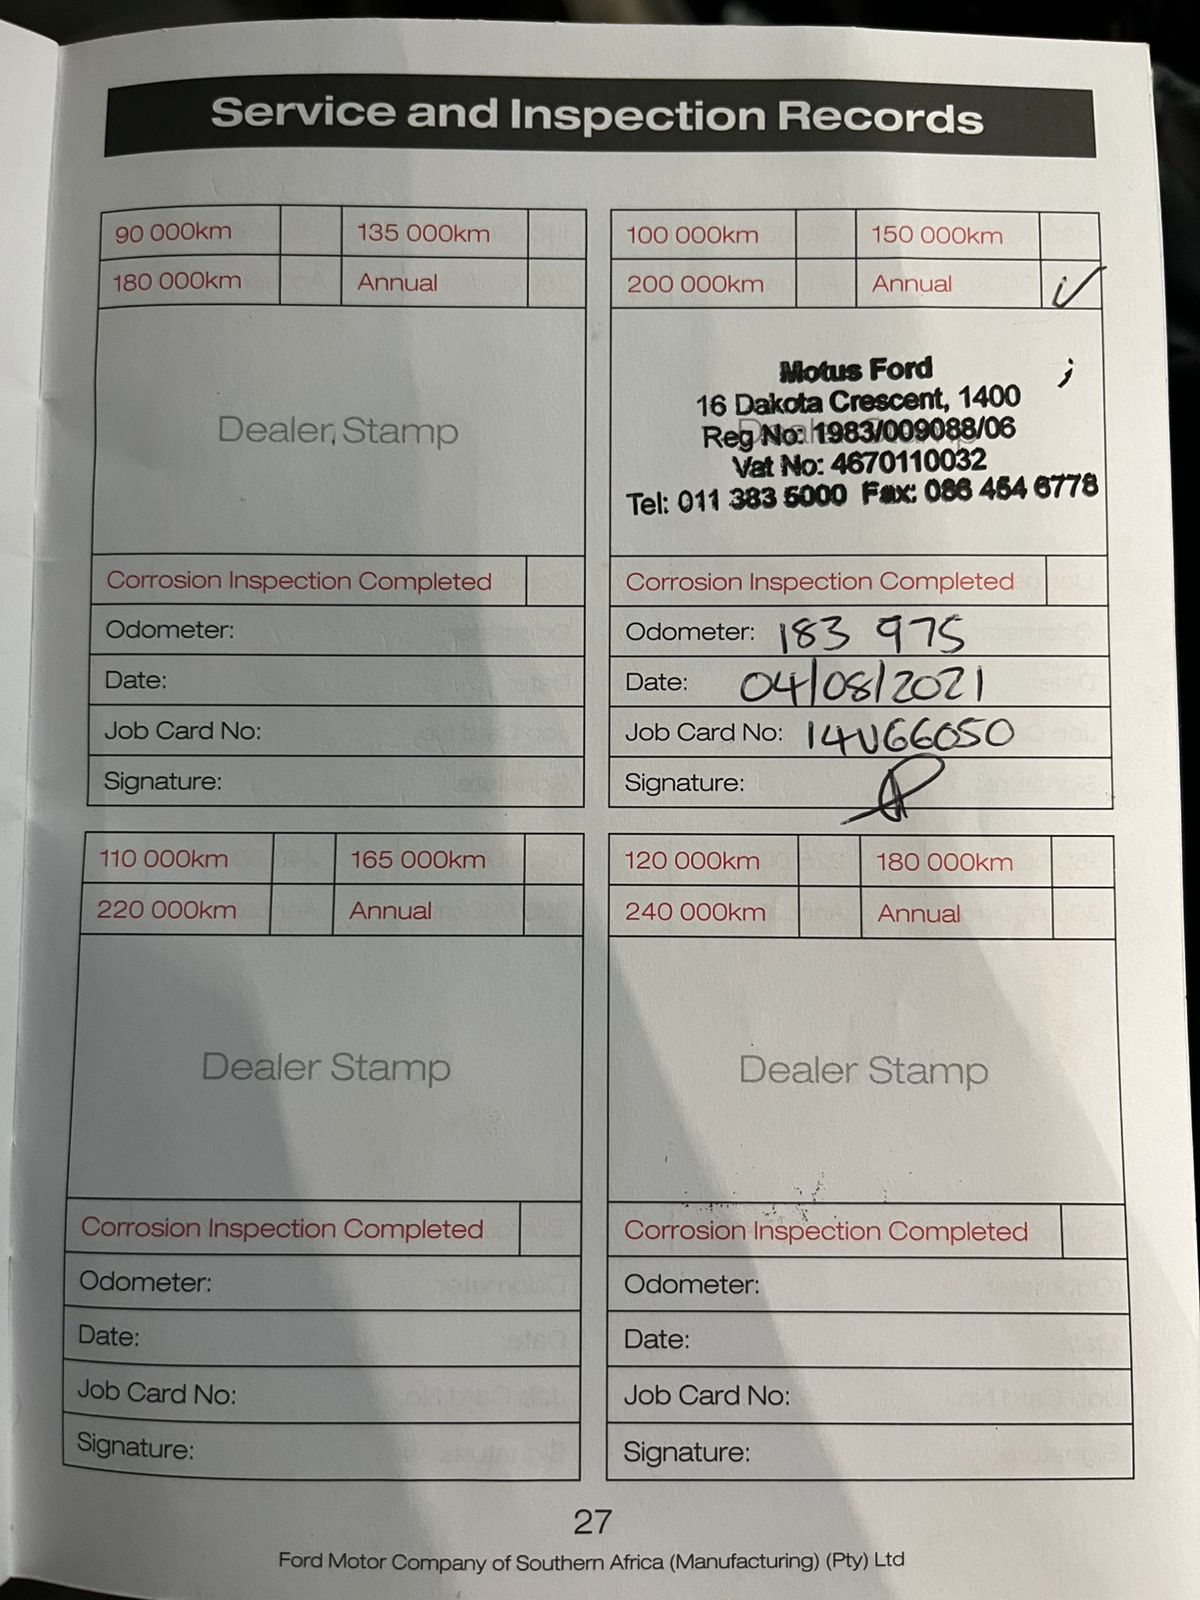 Service and Inspection Records
90 000km 135 000km
180 000km Annual
Dealer Stamp
Corrosion Inspection Completed
Odometer:
Date:
Job Card No:
Signature:
100 000km 150 000km
200 000km Annual
Motus Ford
16 Dakota Crescent, 1400
Reg No: 1983/009088/06
Vat No: 4670110032
Tel: 011 383 5000 Fax: 086 454 6778
Corrosion Inspection Completed
Odometer: 183 975
Date: 04/08/2021
Job Card No: 14U66050
Signature:
110 000km 165 000km
220 000km Annual
Dealer Stamp
Corrosion Inspection Completed
Odometer:
Date:
Job Card No:
Signature:
120 000km 180 000km
240 000km Annual
Dealer Stamp
Corrosion Inspection Completed
Odometer:
Date:
Job Card No:
Signature:
27
Ford Motor Company of Southern Africa (Manufacturing) (Pty) Ltd